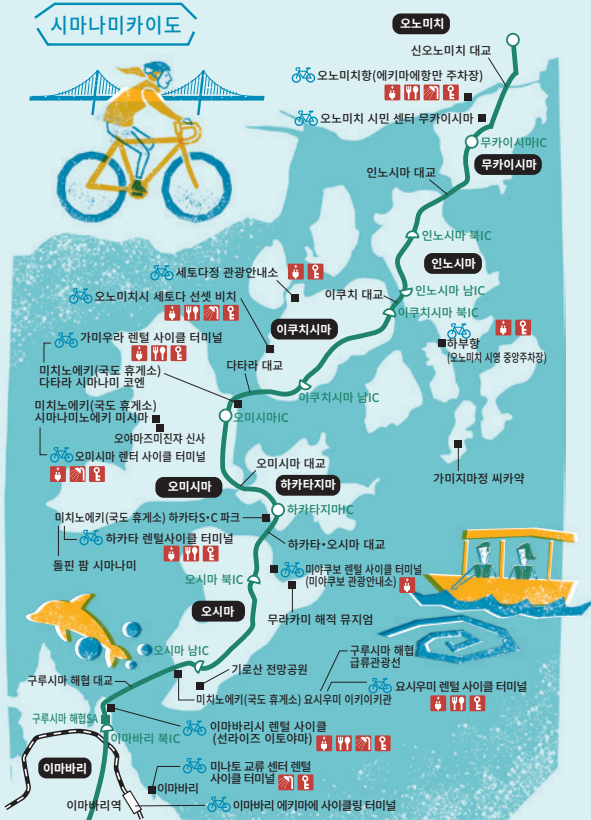 시마나미카이도
오노미치
신오노미치 대교
오노미치항(에키마에항만 주차장)
오노미치 시민 센터 무카이시마
무카이시마IC
무카이시마
인노시마 대교
인노시마 북IC
인노시마
세토다정 관광안내소
오노미치시 세토다 선셋 비치
이쿠치 대교
인노시마 남IC
이쿠치시마 북IC
이쿠치시마
하부항
(오노미치 시영 중앙주차장)
가미우라 렌털 사이클 터미널
미치노에키(국도 휴게소)
다타라 시마나미 코엔
다타라 대교
이쿠치시마 남IC
미치노에키(국도 휴게소)
시마나미노에키 미시마
오미시마IC
오야마즈미진쟈 신사
오미시마 렌터 사이클 터미널
오미시마 대교
가미지마정 씨카약
오미시마
하카타지마
미치노에키(국도 휴게소) 하카타S·C 파크
하카타지마IC
하카타 렌털사이클 터미널
하카타·오시마 대교
돌핀 팜 시마나미
오시마 북IC
미야쿠보 렌털 사이클 터미널
(미야쿠보 관광안내소)
오시마
무라카미 해적 뮤지엄
오시마 남IC
구루시마 해협
급류관광선
기로산 전망공원
구루시마 해협 대교
요시우미 렌털 사이클 터미널
미치노에키(국도 휴게소) 요시우미 이키이키관
구루시마 해협SA
이마바리시 렌털 사이클
(선라이즈 이토야마)
이마바리 북IC
이마바리
미나토 교류 센터 렌털
사이클 터미널
이마바리
이마바리역
이마바리 에키마에 사이클링 터미널